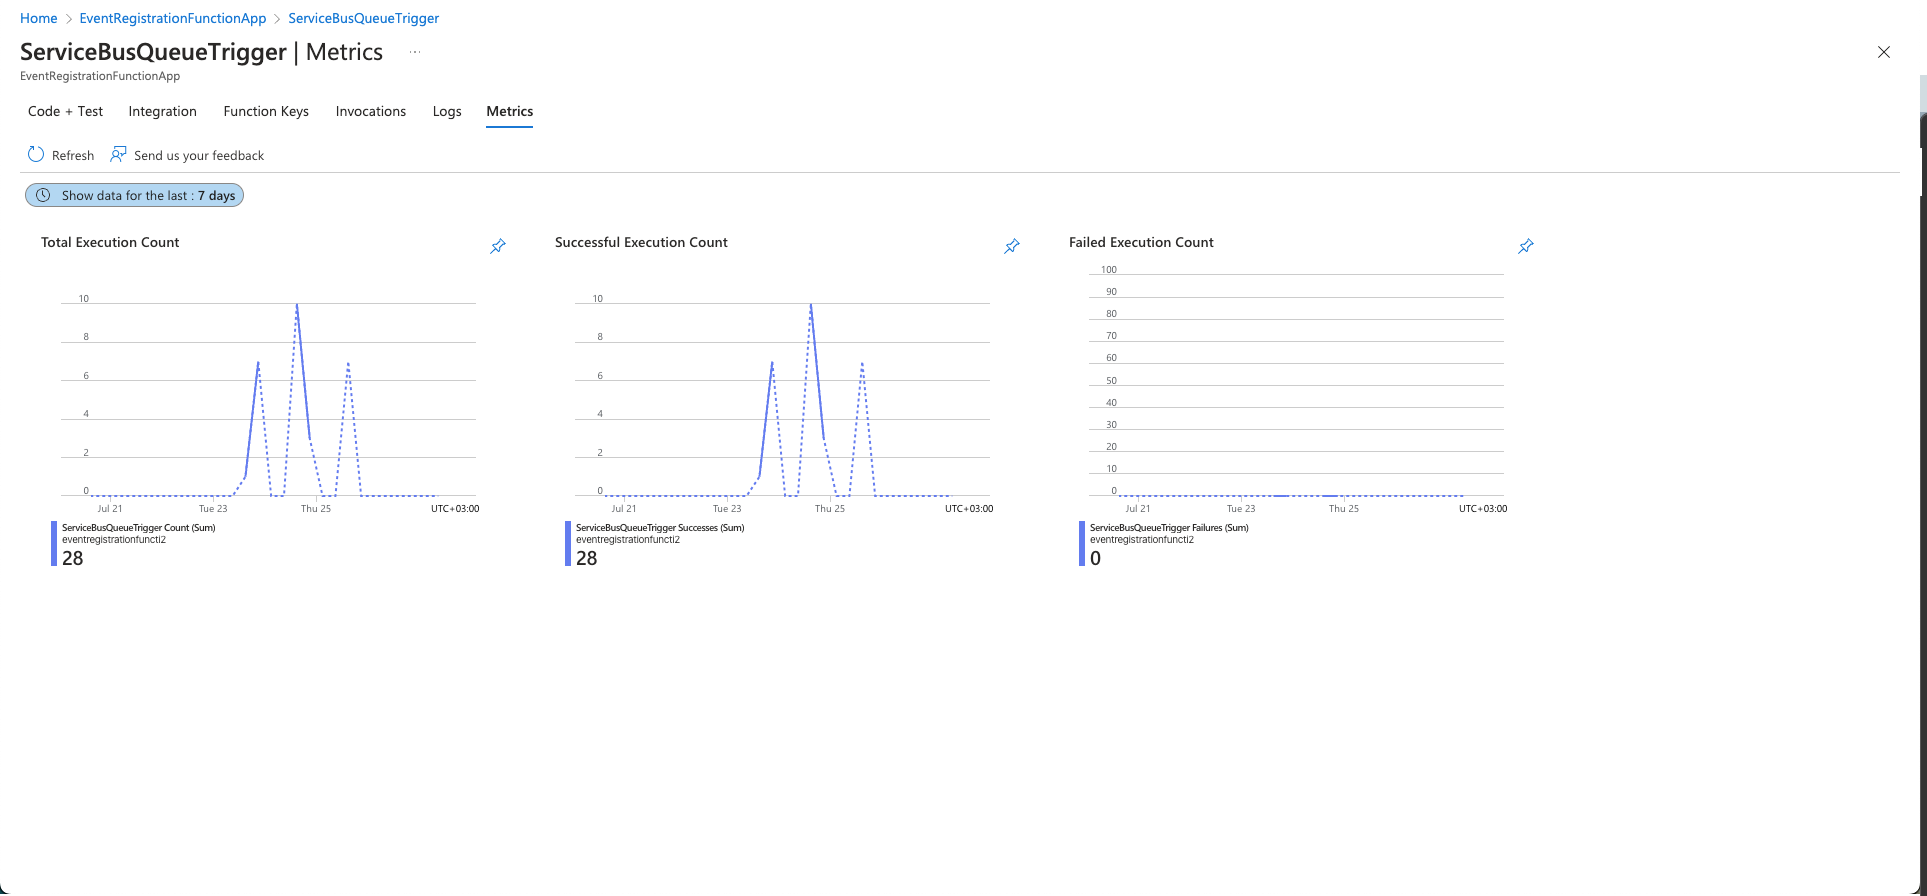 Home > EventRegistrationFunctionApp > ServiceBusQueueTrigger
ServiceBusQueueTrigger | Metrics ...
EventRegistrationFunctionApp
Code + Test Integration Function Keys Invocations Logs Metrics
Refresh Send us your feedback
Show data for the last : 7 days
Total Execution Count
10
8
6
4
2
0
Jul 21 Tue 23 Thu 25 UTC+03:00
ServiceBusQueueTrigger Count (Sum)
eventregistrationfuncti2
28
Successful Execution Count
10
8
6
4
2
0
Jul 21 Tue 23 Thu 25 UTC+03:00
ServiceBusQueueTrigger Successes (Sum)
eventregistrationfuncti2
28
Failed Execution Count
100
90
80
70
60
50
40
30
20
10
0
Jul 21 Tue 23 Thu 25 UTC+03:00
ServiceBusQueueTrigger Failures (Sum)
eventregistrationfuncti2
0